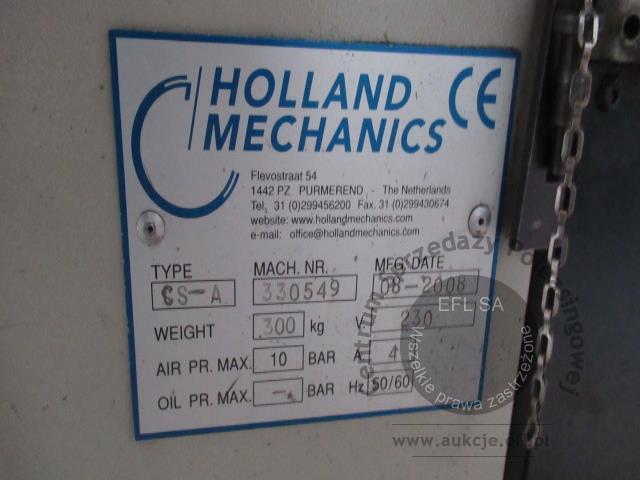 HOLLAND
MECHANICS
CE
Flevostraat 54
1442 PZ PURMEREND - The Netherlands
Tel. 31 (0)299456200 Fax. 31 (0)299430674
website: www.hollandmechanics.com
e-mail: office@hollandmechanics.com
TYPE MACH. NR. MFG. DATE
CS-A 330549 08-2008
WEIGHT 300 kg V 230
AIR PR. MAX. 10 BAR A 4
OIL PR. MAX. - BAR Hz 50/60
EFL SA
Wszelkie prawa zastrzeżone